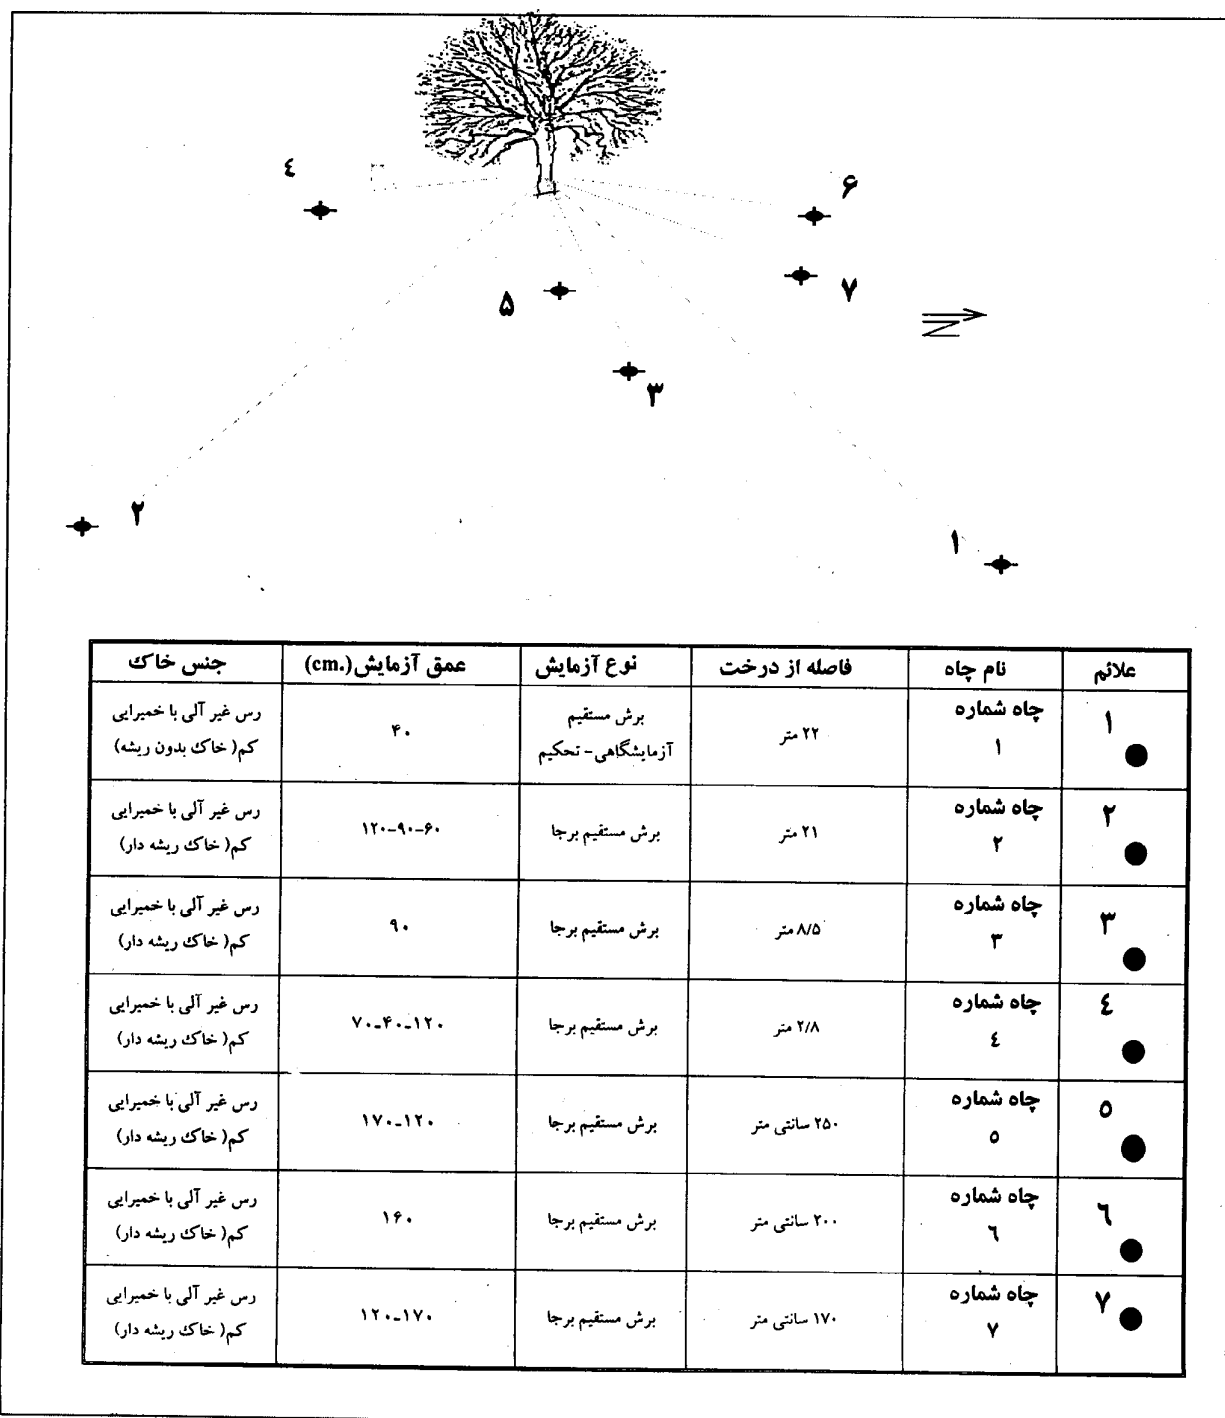 ٤
۶
۷
۵
N
۳
۲
۱
علائم	نام چاه	فاصله از درخت	نوع آزمایش	عمق آزمایش(.cm)	جنس خاک
۱	چاه شماره
۱	۲۲ متر	برش مستقیم
آزمایشگاهی- تحکیم	۴۰	رس غیر آلی با خمیرایی
کم( خاک بدون ریشه)
۲	چاه شماره
۲	۲۱ متر	برش مستقیم برجا	۶۰-۹۰-۱۲۰	رس غیر آلی با خمیرایی
کم( خاک ریشه دار)
۳	چاه شماره
۳	۸/۵ متر	برش مستقیم برجا	۹۰	رس غیر آلی با خمیرایی
کم( خاک ریشه دار)
٤	چاه شماره
٤	۲/۸ متر	برش مستقیم برجا	۱۲۰-۴۰-۷۰	رس غیر آلی با خمیرایی
کم( خاک ریشه دار)
٥	چاه شماره
٥	۲۵۰ سانتی متر	برش مستقیم برجا	۱۲۰-۱۷۰	رس غیر آلی با خمیرایی
کم( خاک ریشه دار)
٦	چاه شماره
٦	۲۰۰ سانتی متر	برش مستقیم برجا	۱۶۰	رس غیر آلی با خمیرایی
کم( خاک ریشه دار)
۷	چاه شماره
۷	۱۷۰ سانتی متر	برش مستقیم برجا	۱۷۰-۱۲۰	رس غیر آلی با خمیرایی
کم( خاک ریشه دار)